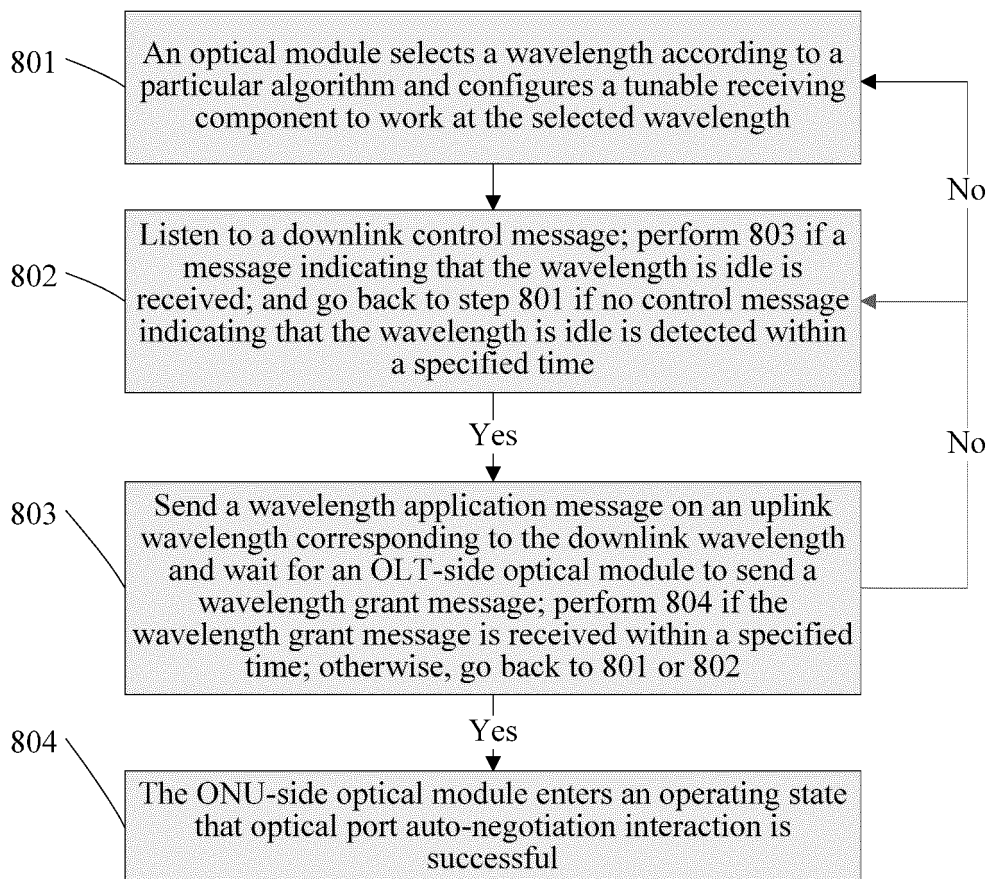 801
An optical module selects a wavelength according to a
particular algorithm and configures a tunable receiving
component to work at the selected wavelength
No
802
Listen to a downlink control message; perform 803 if a
message indicating that the wavelength is idle is
received; and go back to step 801 if no control message
indicating that the wavelength is idle is detected within
a specified time
Yes
No
803
Send a wavelength application message on an uplink
wavelength corresponding to the downlink wavelength
and wait for an OLT-side optical module to send a
wavelength grant message; perform 804 if the
wavelength grant message is received within a specified
time; otherwise, go back to 801 or 802
Yes
804
The ONU-side optical module enters an operating state
that optical port auto-negotiation interaction is
successful